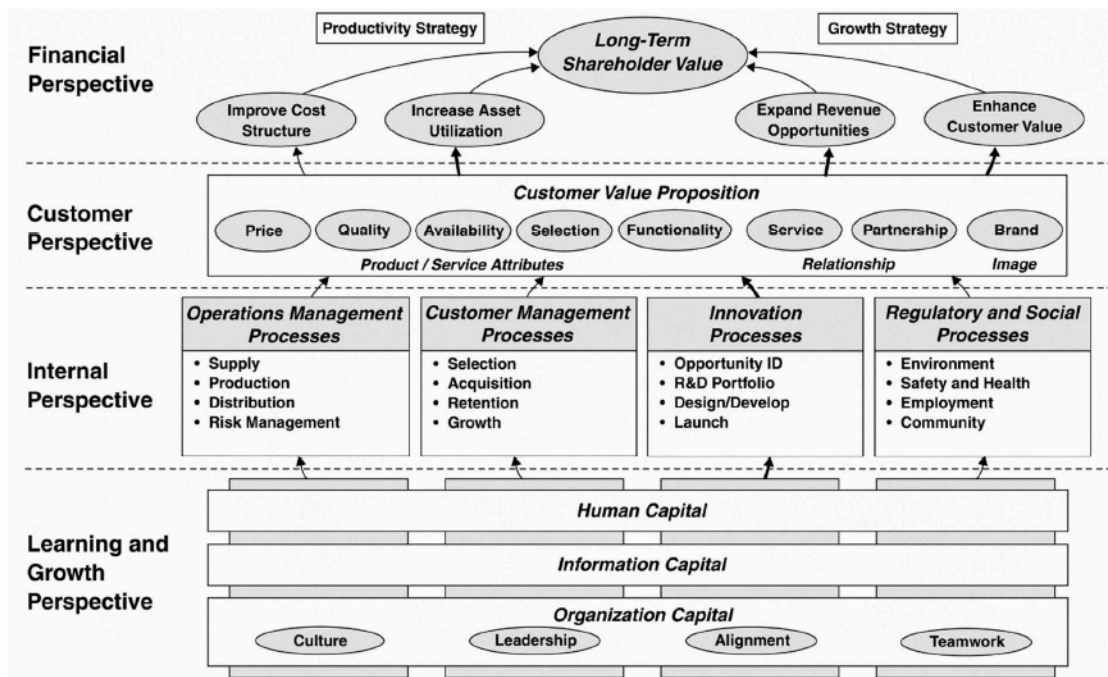 Financial
Perspective
Productivity Strategy
Long-Term
Shareholder Value
Growth Strategy
Improve Cost
Structure
Increase Asset
Utilization
Expand Revenue
Opportunities
Enhance
Customer Value
Customer
Perspective
Customer Value Proposition
Price
Quality
Availability
Selection
Functionality
Service
Partnership
Brand
Product / Service Attributes
Relationship
Image
Internal
Perspective
Operations Management
Processes
• Supply
• Production
• Distribution
• Risk Management
Customer Management
Processes
• Selection
• Acquisition
• Retention
• Growth
Innovation
Processes
• Opportunity ID
• R&D Portfolio
• Design/Develop
• Launch
Regulatory and Social
Processes
• Environment
• Safety and Health
• Employment
• Community
Learning and
Growth
Perspective
Human Capital
Information Capital
Organization Capital
Culture
Leadership
Alignment
Teamwork